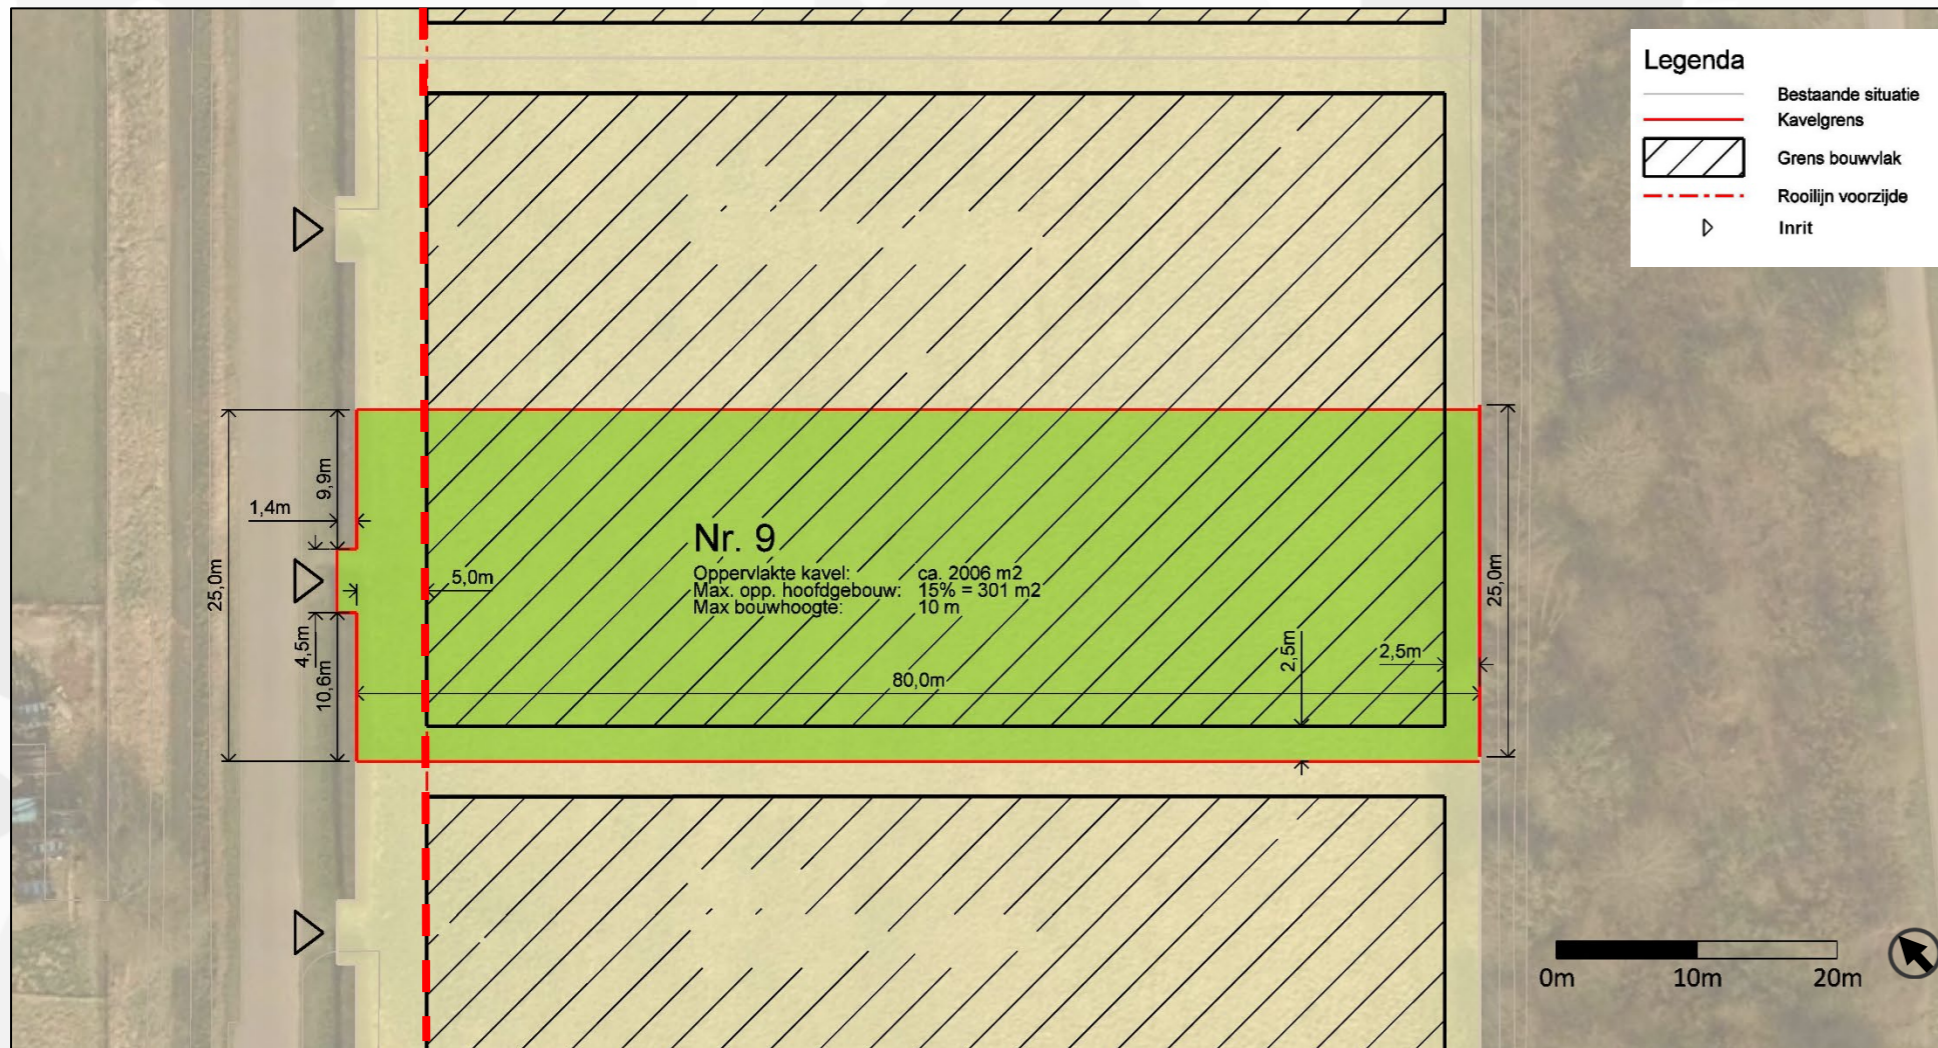 Legenda
Bestaande situatie
Kavelgrens
Grens bouwvlak
Rooilijn voorzijde
Inrit
9,9m
1,4m
25,0m
5,0m
4,5m
10,6m
Nr. 9
Oppervlakte kavel: ca. 2006 m2
Max. opp. hoofdgebouw: 15% = 301 m2
Max bouwhoogte: 10 m
25,0m
2,5m
2,5m
80,0m
0m 10m 20m